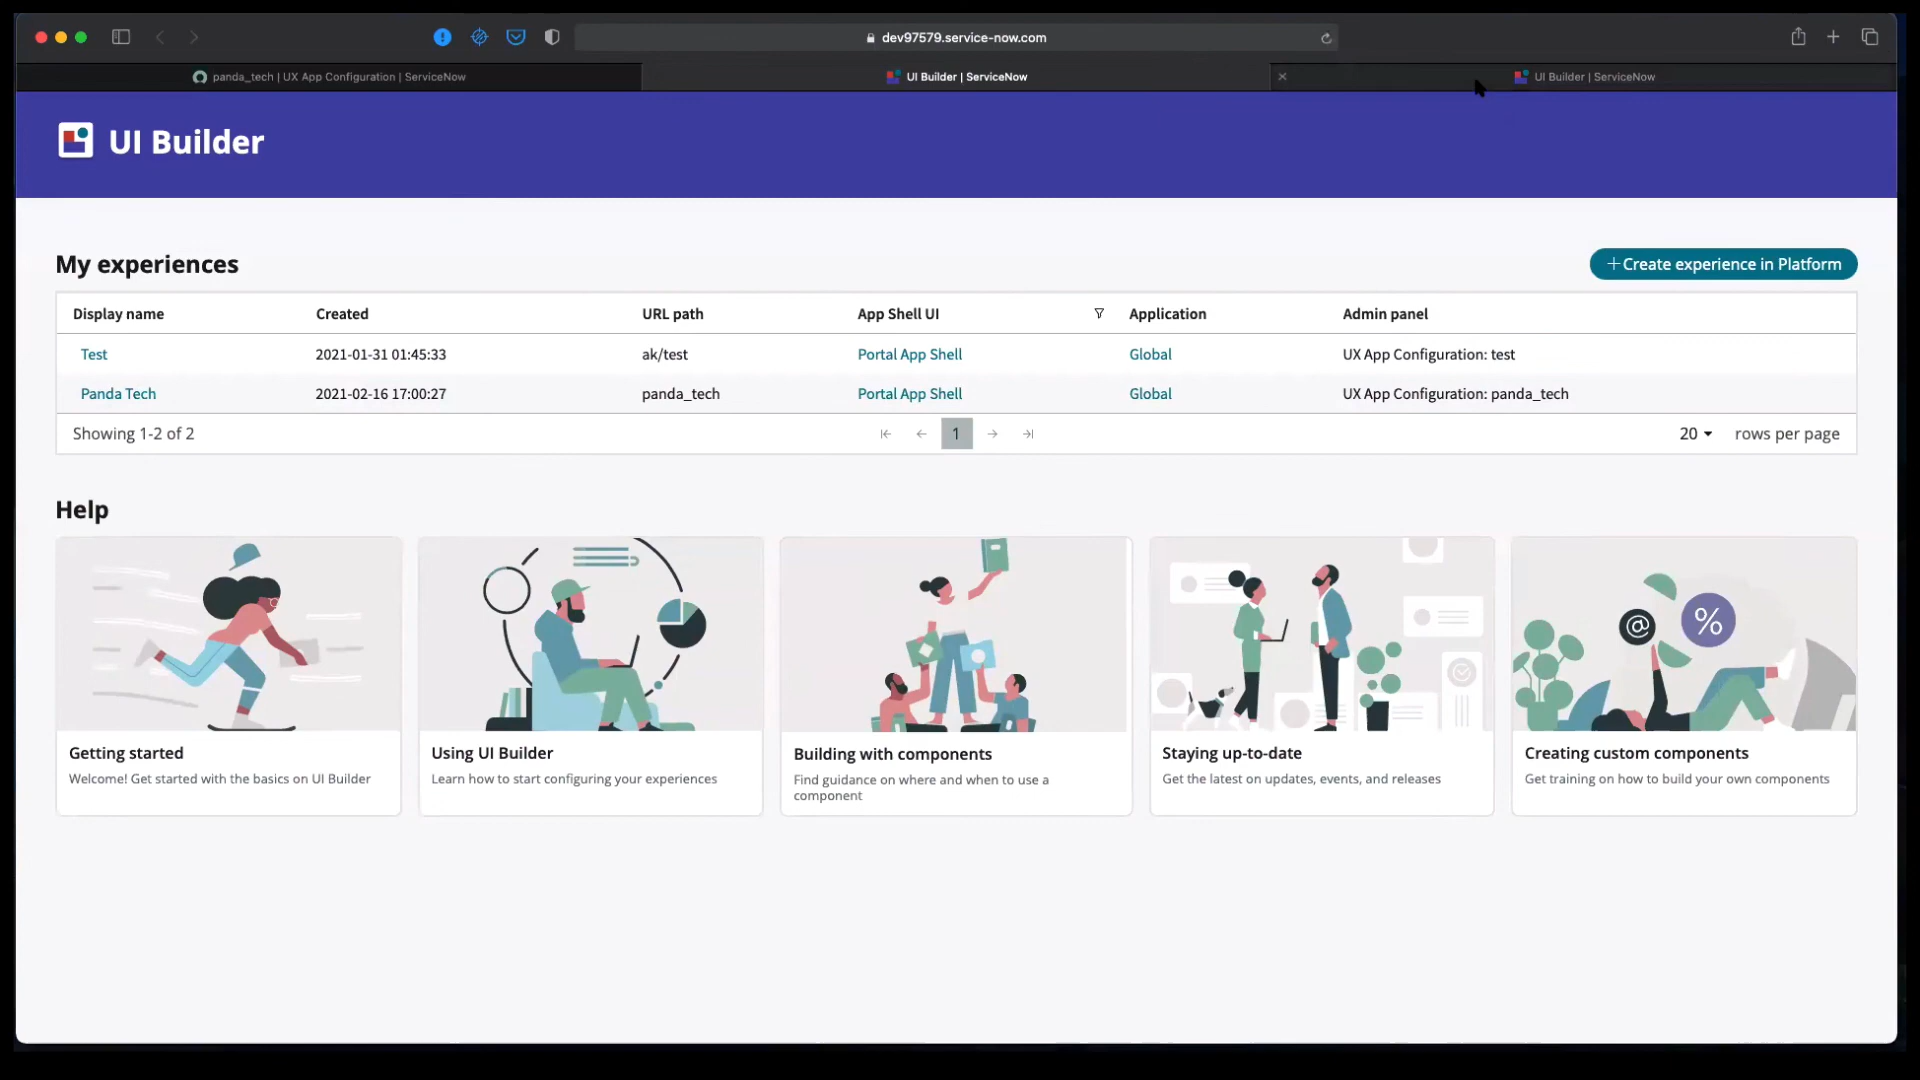 dev97579.service-now.com
panda_tech | UX App Configuration | ServiceNow
UI Builder | ServiceNow
UI Builder | ServiceNow
UI Builder
My experiences
+Create experience in Platform
Display name Created URL path App Shell UI Application Admin panel
Test 2021-01-31 01:45:33 ak/test Portal App Shell Global UX App Configuration: test
Panda Tech 2021-02-16 17:00:27 panda_tech Portal App Shell Global UX App Configuration: panda_tech
Showing 1-2 of 2 1 20 rows per page
Help
@ %
Getting started
Welcome! Get started with the basics on UI Builder
Using UI Builder
Learn how to start configuring your experiences
Building with components
Find guidance on where and when to use a
component
Staying up-to-date
Get the latest on updates, events, and releases
Creating custom components
Get training on how to build your own components